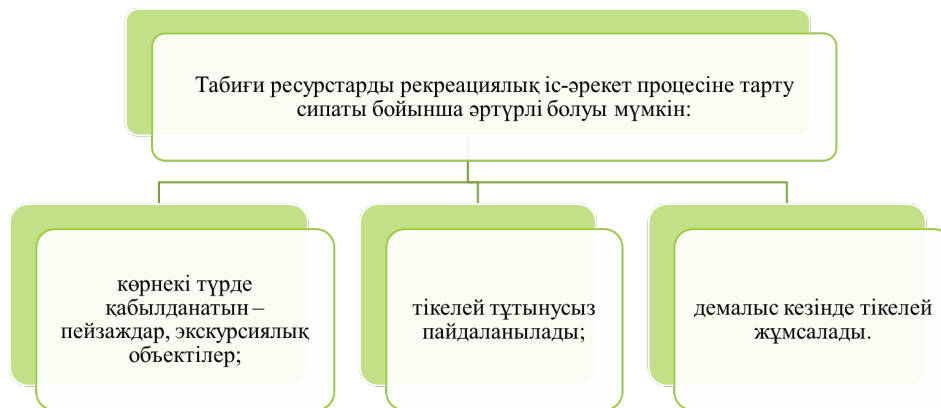 Табиғи ресурстарды рекреациялық іс-әрекет процесіне тарту
сипаты бойынша әртүрлі болуы мүмкін:
көрнекі түрде
қабылданатын –
пейзаждар, экскурсиялық
объектілер;
тікелей тұтынусыз
пайдаланылады;
демалыс кезінде тікелей
жұмсалады.